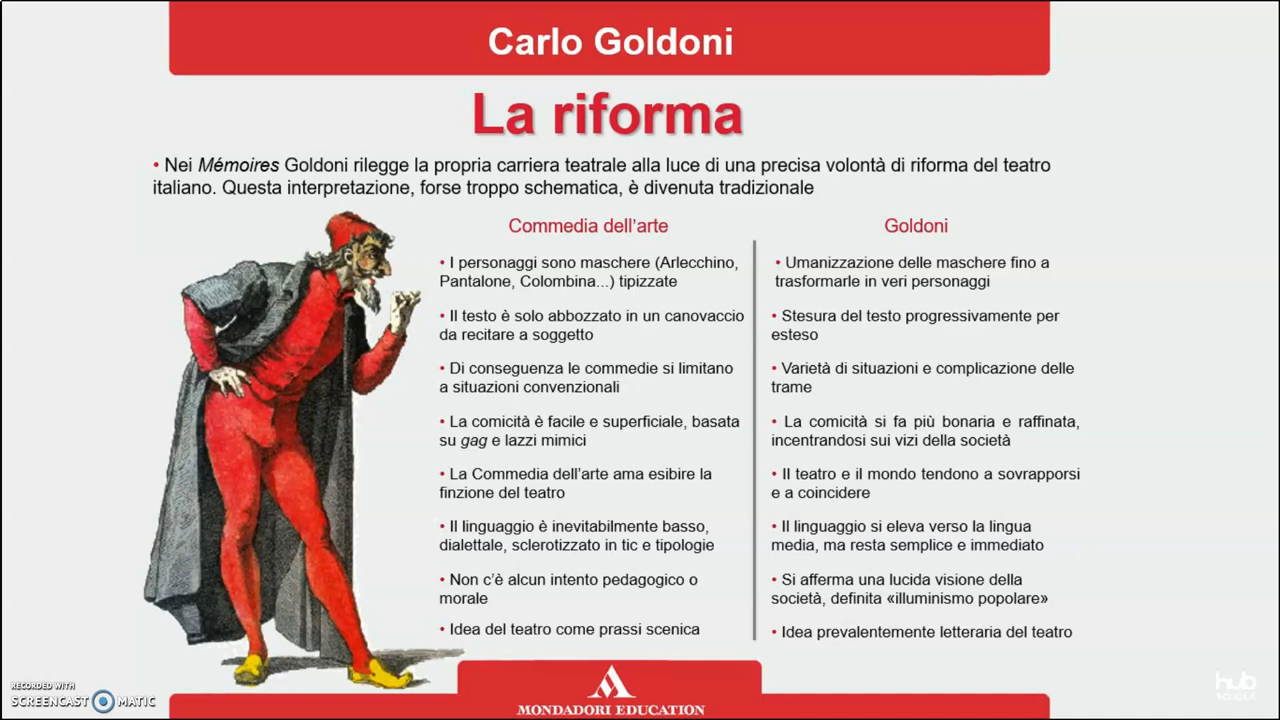 Carlo Goldoni
La riforma
• Nei Mémoires Goldoni rilegge la propria carriera teatrale alla luce di una precisa volontà di riforma del teatro
italiano. Questa interpretazione, forse troppo schematica, è divenuta tradizionale
Commedia dell’arte
• I personaggi sono maschere (Arlecchino,
Pantalone, Colombina...) tipizzate
• Il testo è solo abbozzato in un canovaccio
da recitare a soggetto
• Di conseguenza le commedie si limitano
a situazioni convenzionali
• La comicità è facile e superficiale, basata
su gag e lazzi mimici
• La Commedia dell’arte ama esibire la
finzione del teatro
• Il linguaggio è inevitabilmente basso,
dialettale, sclerotizzato in tic e tipologie
• Non c’è alcun intento pedagogico o
morale
• Idea del teatro come prassi scenica
Goldoni
• Umanizzazione delle maschere fino a
trasformarle in veri personaggi
• Stesura del testo progressivamente per
esteso
• Varietà di situazioni e complicazione delle
trame
• La comicità si fa più bonaria e raffinata,
incentrandosi sui vizi della società
• Il teatro e il mondo tendono a sovrapporsi
e a coincidere
• Il linguaggio si eleva verso la lingua
media, ma resta semplice e immediato
• Si afferma una lucida visione della
società, definita «illuminismo popolare»
• Idea prevalentemente letteraria del teatro
RECORDED WITH
SCREENCAST MATIC
MONDADORI EDUCATION
hub
SCUOLA